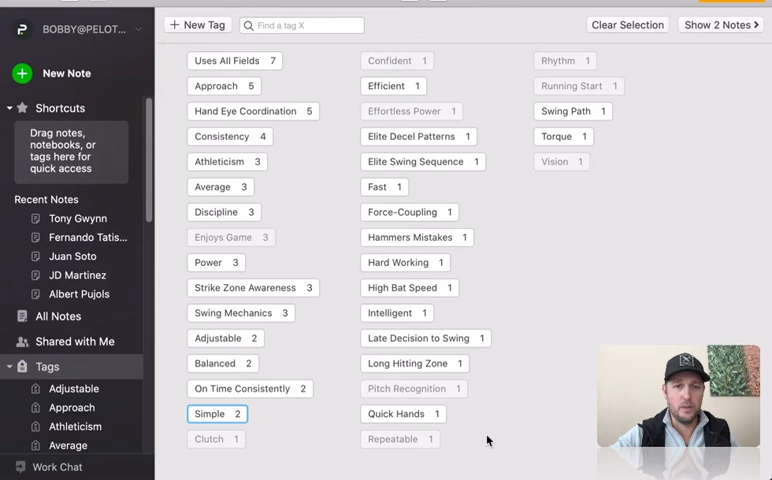 BOBBY@PELOT...
New Note
Shortcuts
Drag notes,
notebooks, or
tags here for
quick access
Recent Notes
Tony Gwynn
Fernando Tatis...
Juan Soto
JD Martinez
Albert Pujols
All Notes
Shared with Me
Tags
Adjustable
Approach
Athleticism
Average
Work Chat
+ New Tag
Find a tag X
Clear Selection
Show 2 Notes >
Uses All Fields 7
Approach 5
Hand Eye Coordination 5
Consistency 4
Athleticism 3
Average 3
Discipline 3
Enjoys Game 3
Power 3
Strike Zone Awareness 3
Swing Mechanics 3
Adjustable 2
Balanced 2
On Time Consistently 2
Simple 2
Clutch 1
Confident 1
Efficient 1
Effortless Power 1
Elite Decel Patterns 1
Elite Swing Sequence 1
Fast 1
Force-Coupling 1
Hammers Mistakes 1
Hard Working 1
High Bat Speed 1
Intelligent 1
Late Decision to Swing 1
Long Hitting Zone 1
Pitch Recognition 1
Quick Hands 1
Repeatable 1
Rhythm 1
Running Start 1
Swing Path 1
Torque 1
Vision 1